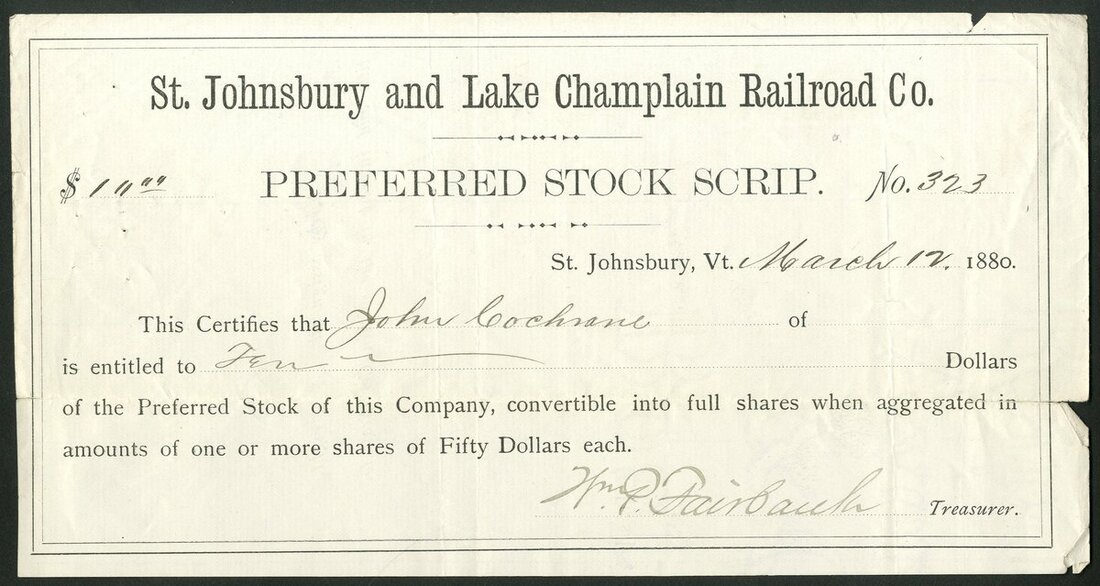 St. Johnsbury and Lake Champlain Railroad Co.
$ 10.00 PREFERRED STOCK SCRIP. No. 323
St. Johnsbury, Vt. March 12. 1880.
This Certifies that John Cochrane of
is entitled to Ten Dollars
of the Preferred Stock of this Company, convertible into full shares when aggregated in
amounts of one or more shares of Fifty Dollars each.
Wm. P. Fairbanks Treasurer.